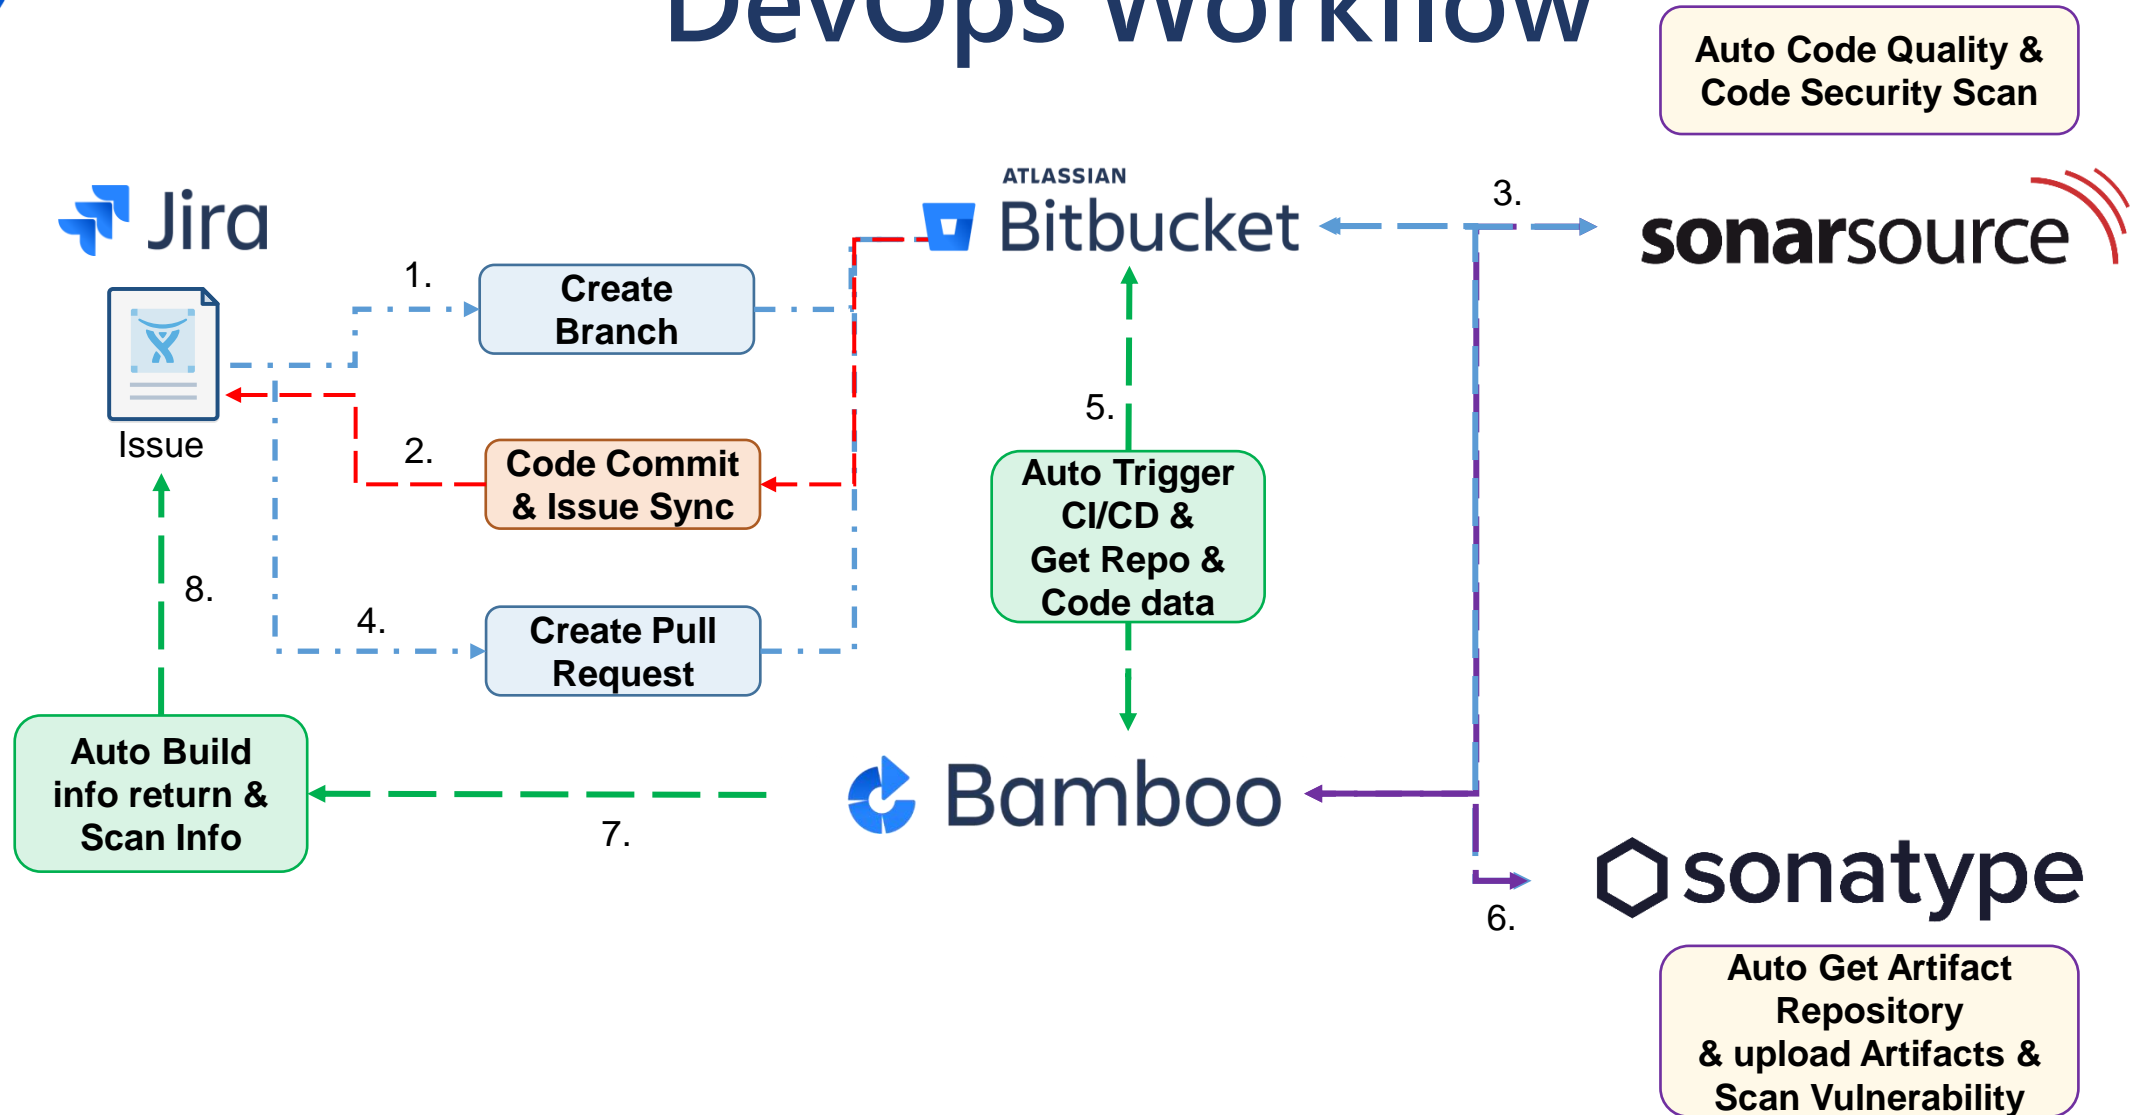 DevOps Workflow
Auto Code Quality &
Code Security Scan
Jira
ATLASSIAN
Bitbucket
3.
sonarsource
1.
Create
Branch
Issue
2.
Code Commit
& Issue Sync
5.
Auto Trigger
CI/CD &
Get Repo &
Code data
8.
4.
Create Pull
Request
Auto Build
info return &
Scan Info
7.
Bamboo
sonatype
6.
Auto Get Artifact
Repository
& upload Artifacts &
Scan Vulnerability